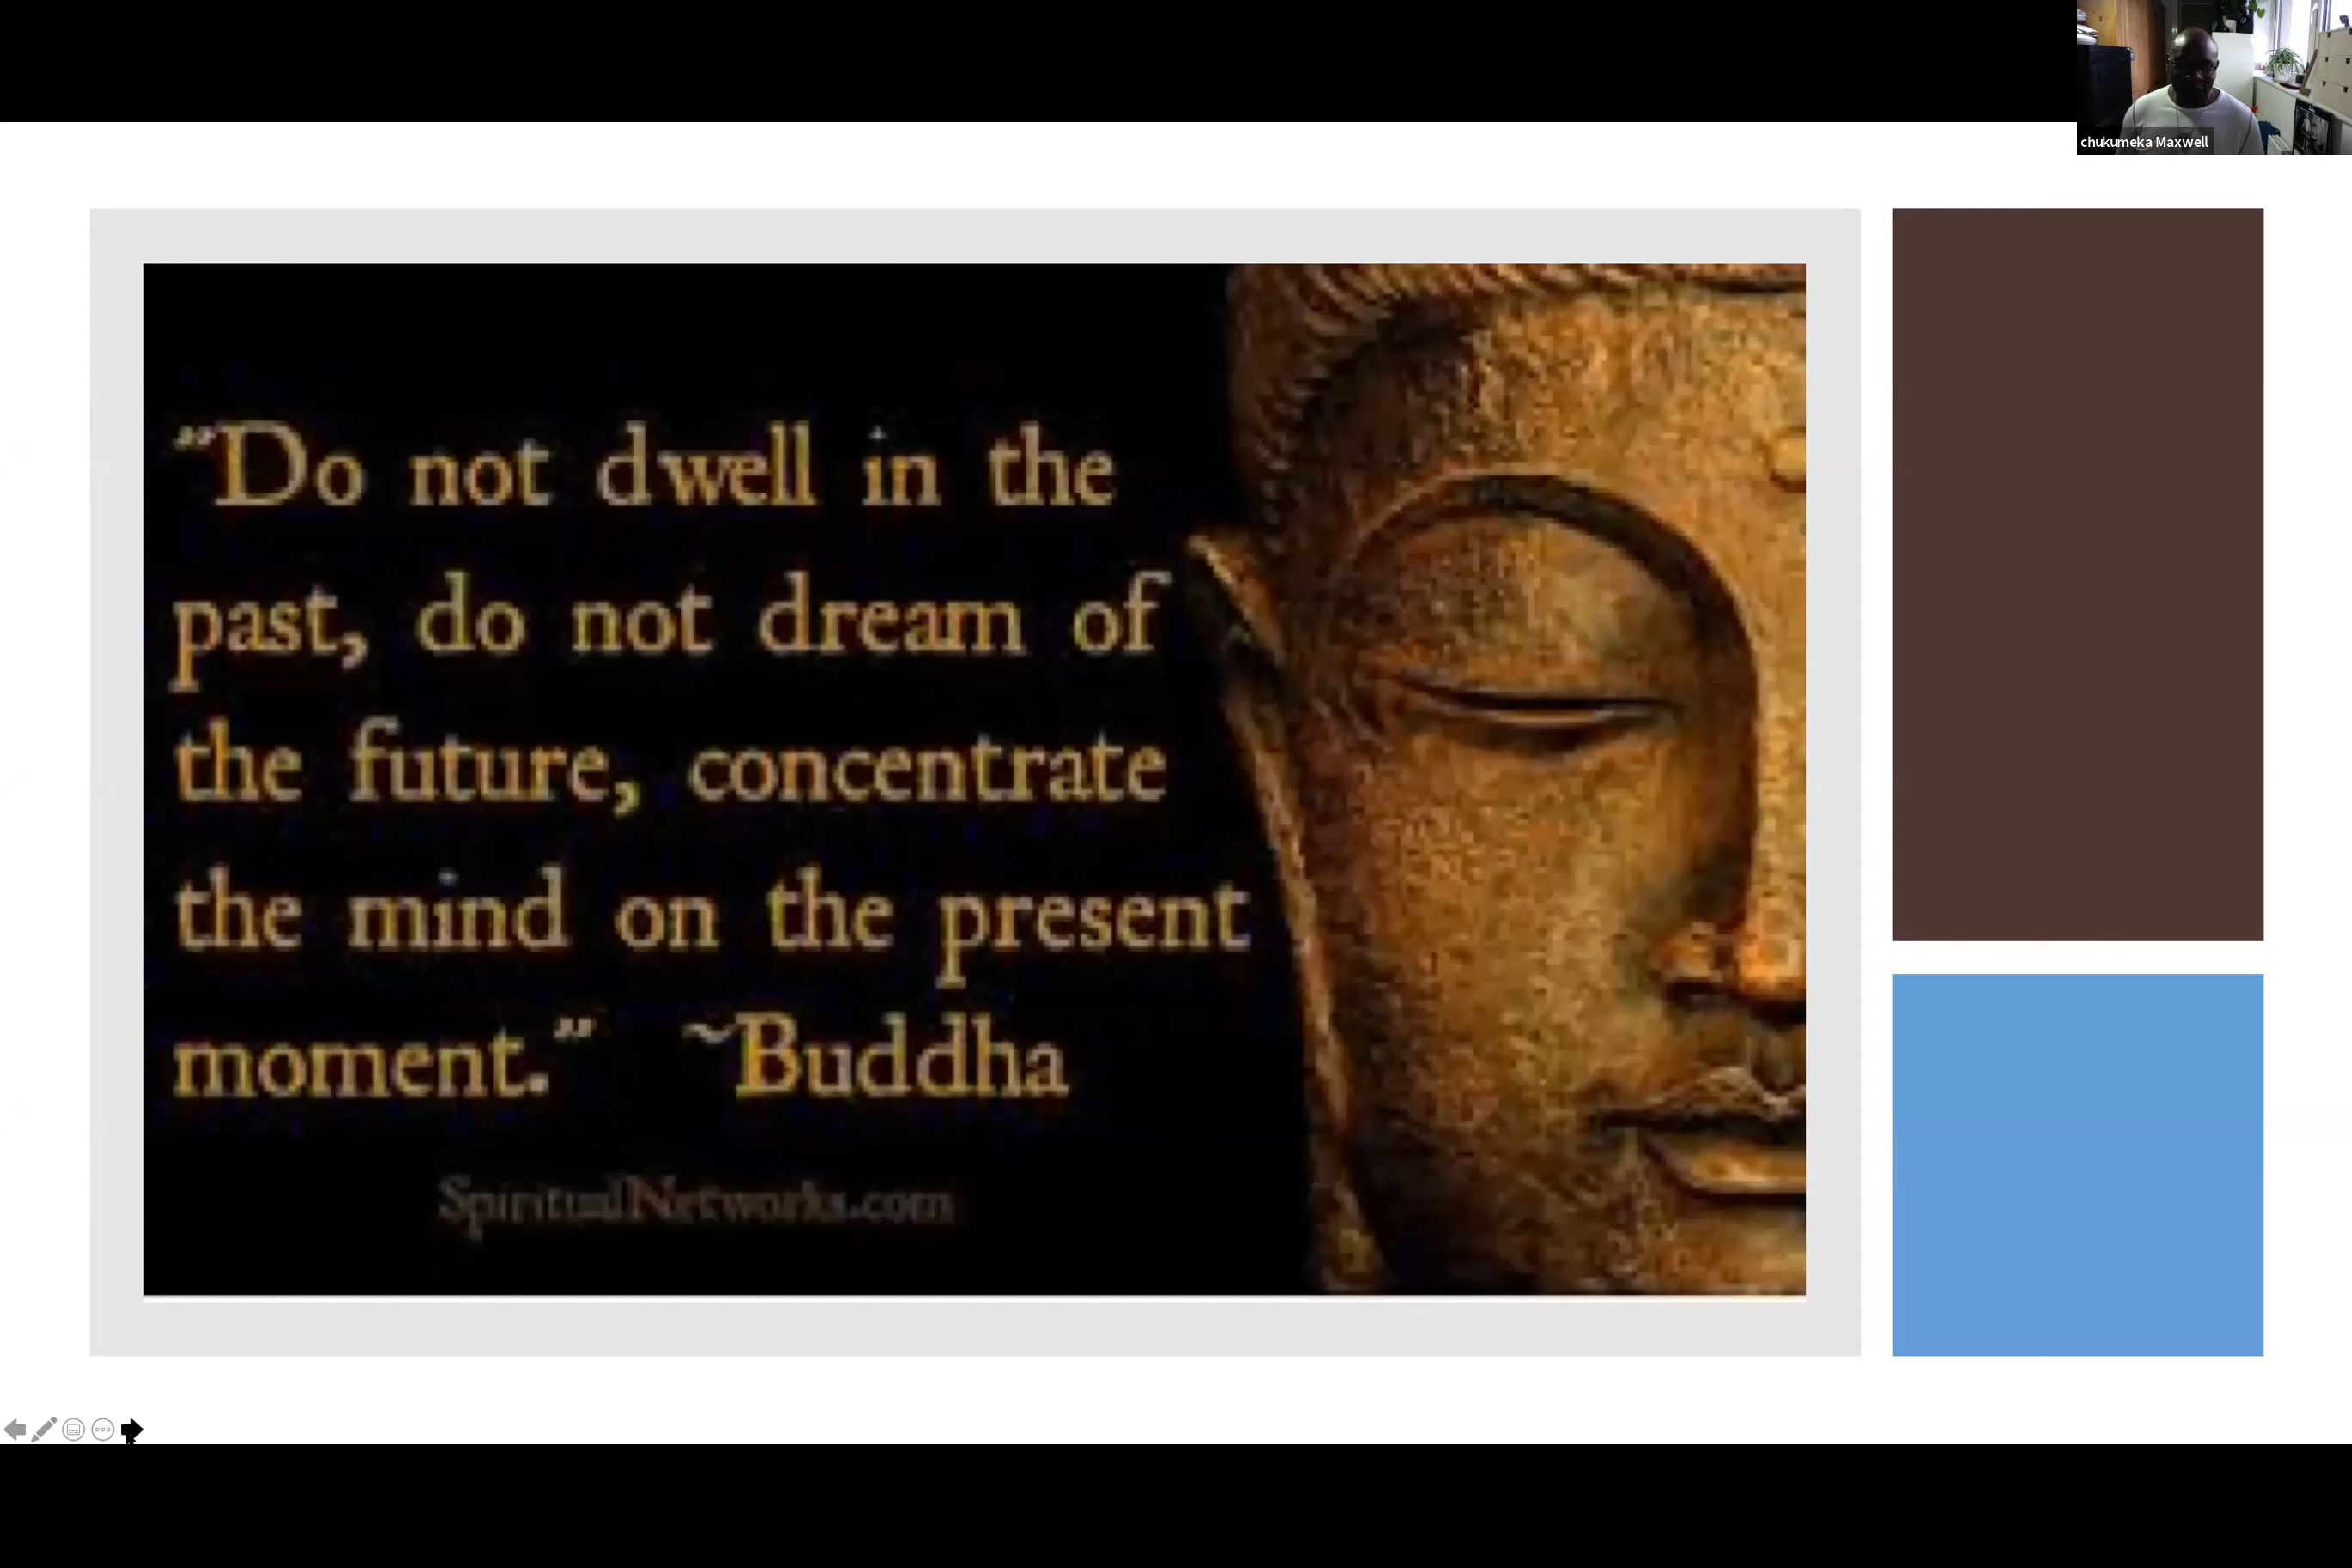 chukumeka Maxwell
"Do not dwell in the
past, do not dream of
the future, concentrate
the mind on the present
moment." ~Buddha
SpiritualNetworks.com